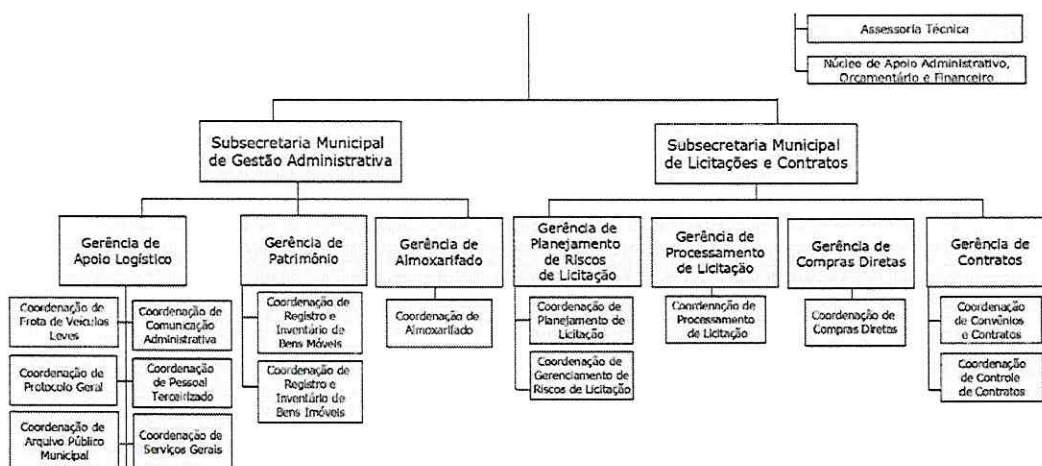 Assessoria Técnica
Núcleo de Apoio Administrativo,
Orçamentário e Financeiro
Subsecretaria Municipal
de Gestão Administrativa
Subsecretaria Municipal
de Licitações e Contratos
Gerência de
Apoio Logístico
Gerência de
Patrimônio
Gerência de
Almoxarifado
Gerência de
Planejamento
de Riscos
de Licitação
Gerência de
Processamento
de Licitação
Gerência de
Compras Diretas
Gerência de
Contratos
Coordenação de
Frota de Veículos
Leves
Coordenação de
Comunicação
Administrativa
Coordenação de
Registro e
Inventário de
Bens Móveis
Coordenação de
Almoxarifado
Coordenação de
Planejamento de
Licitação
Coordenação de
Processamento
de Licitação
Coordenação de
Compras Diretas
Coordenação
de Convênios
e Contratos
Coordenação de
Protocolo Geral
Coordenação
de Pessoal
Terceirizado
Coordenação de
Registro e
Inventário de
Bens Imóveis
Coordenação de
Gerenciamento de
Riscos de Licitação
Coordenação
de Controle
de Contratos
Coordenação de
Arquivo Público
Municipal
Coordenação de
Serviços Gerais